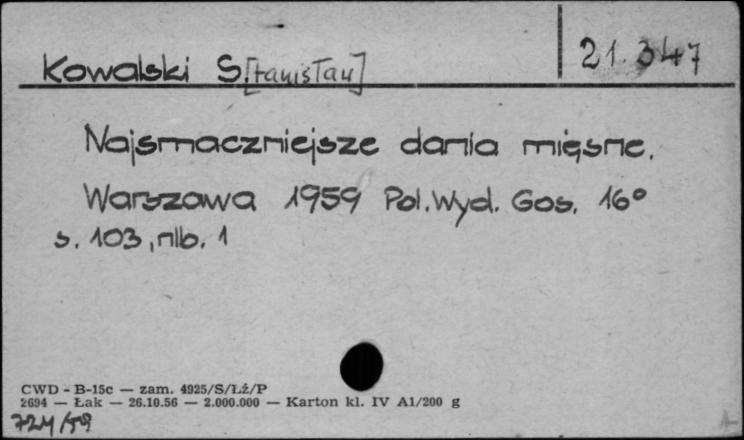 Kowalski S.[tanisław] 21.347
Najsmaczniejsze dania mięsne.
Warszawa 1959 Pol.Wyd. Gos. 16°
s. 103, nlb. 1
CWD - B-15c — zam. 4925/S/Łź/P
2694 — Łak — 26.10.56 — 2.000.000 — Karton kl. IV A1/200 g
724/59